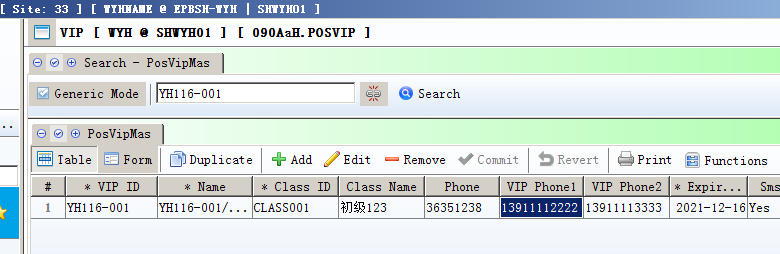 [ Site: 33 ] [ WYHNAME @ EPBSH-WYH | SHWYH01 ]
VIP [ WYH @ SHWYH01 ] [ 090AaH.POSVIP ]
Search - PosVipMas
Generic Mode YH116-001 Search
PosVipMas
..
Table Form Duplicate Add Edit Remove Commit Revert Print Functions
# * VIP ID * Name * Class ID Class Name Phone VIP Phone1 VIP Phone2 * Expir... Sms
1 YH116-001 YH116-001/... CLASS001 初级123 36351238 13911112222 13911113333 2021-12-16 Yes